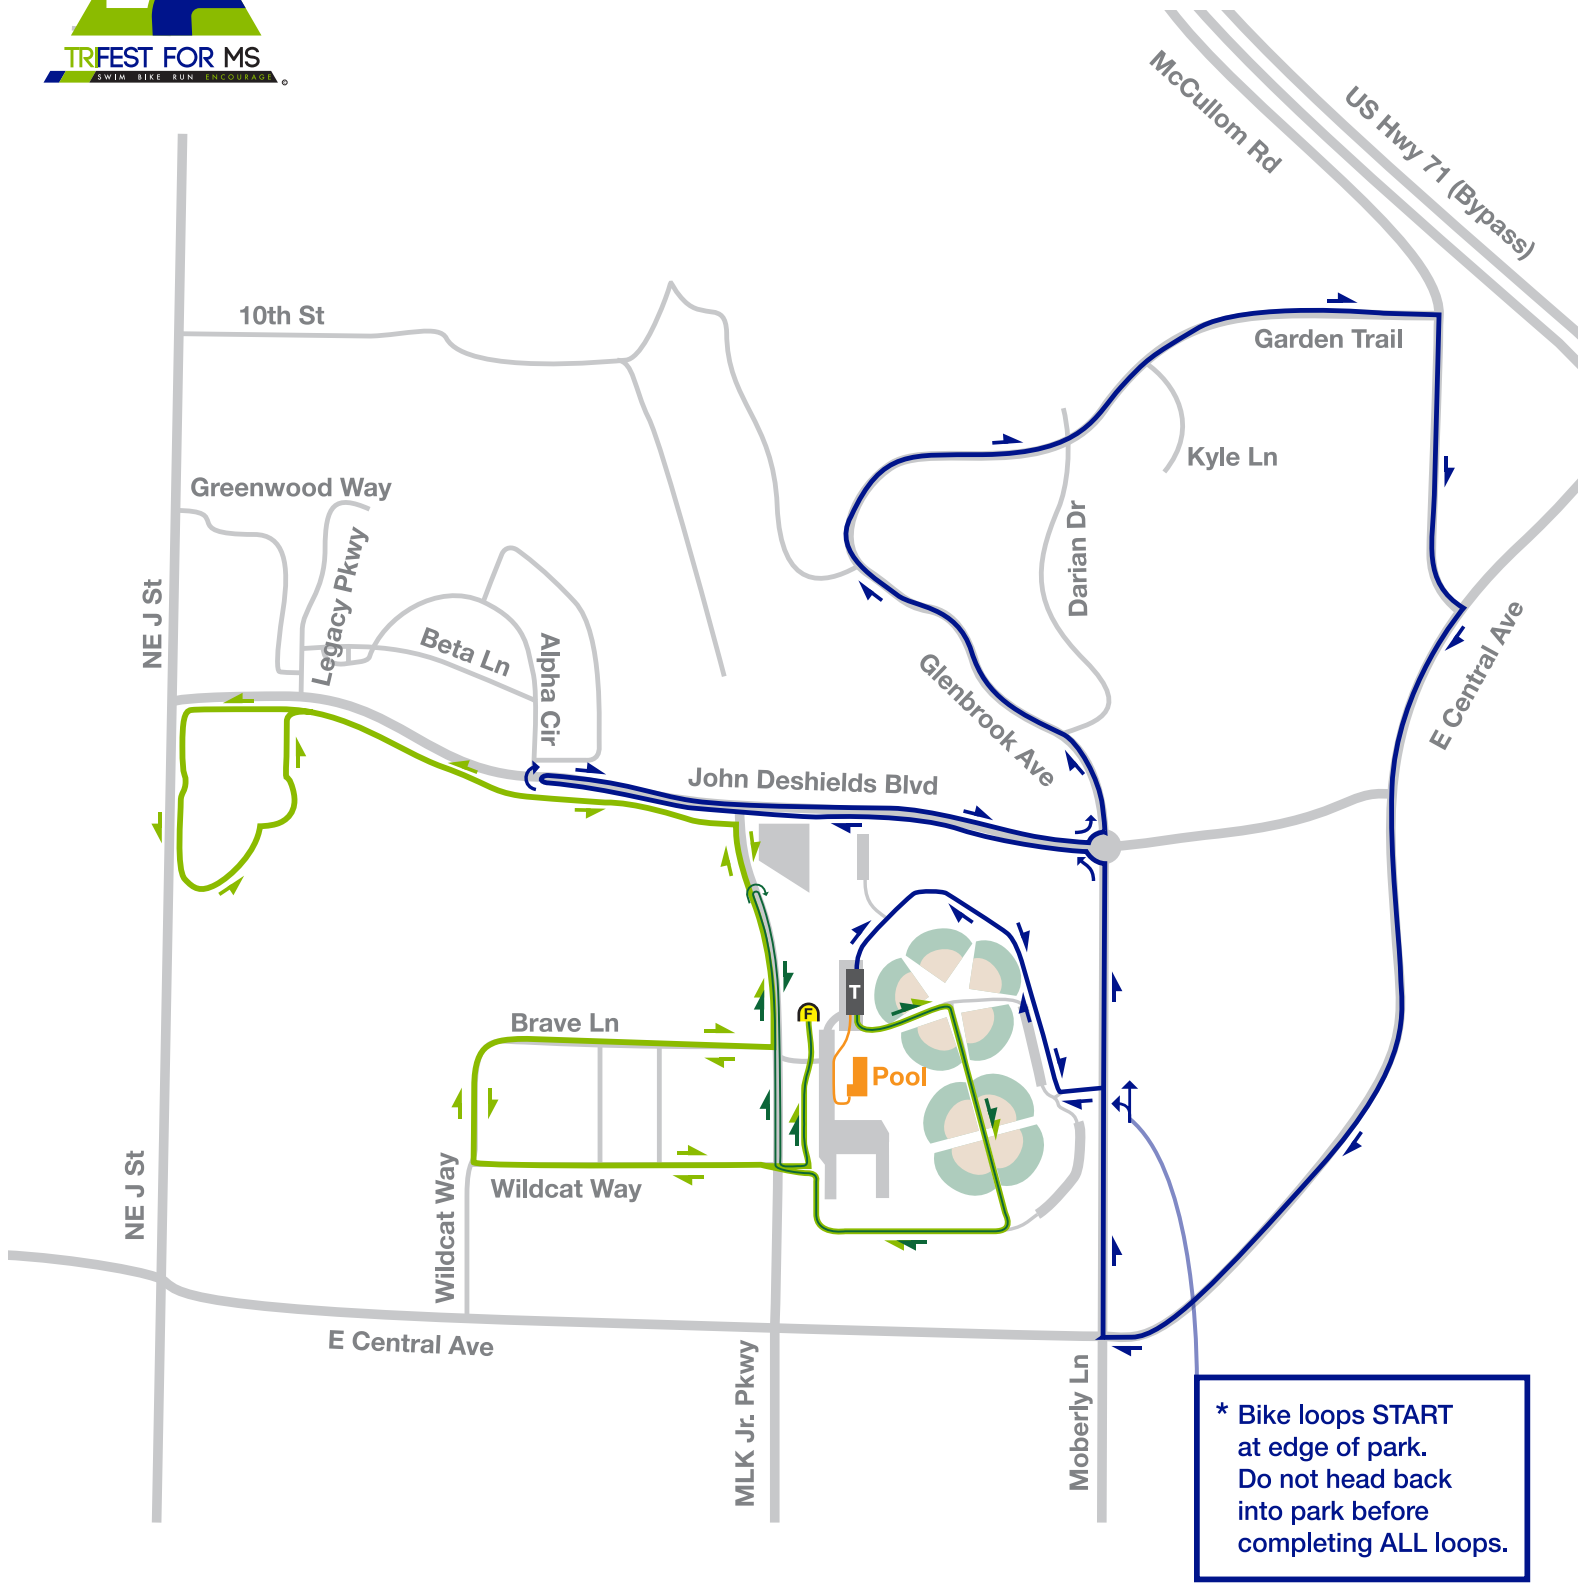 TRIFEST FOR MS
SWIM BIKE RUN ENCOURAGE
McCullom Rd
US Hwy 71 (Bypass)
10th St
Garden Trail
Kyle Ln
Greenwood Way
Legacy Pkwy
Darian Dr
NE J St
Beta Ln
Alpha Cir
Glenbrook Ave
E Central Ave
John Deshields Blvd
T
F
Brave Ln
Pool
NE J St
Wildcat Way
Wildcat Way
E Central Ave
MLK Jr. Pkwy
Moberly Ln
* Bike loops START
at edge of park.
Do not head back
into park before
completing ALL loops.